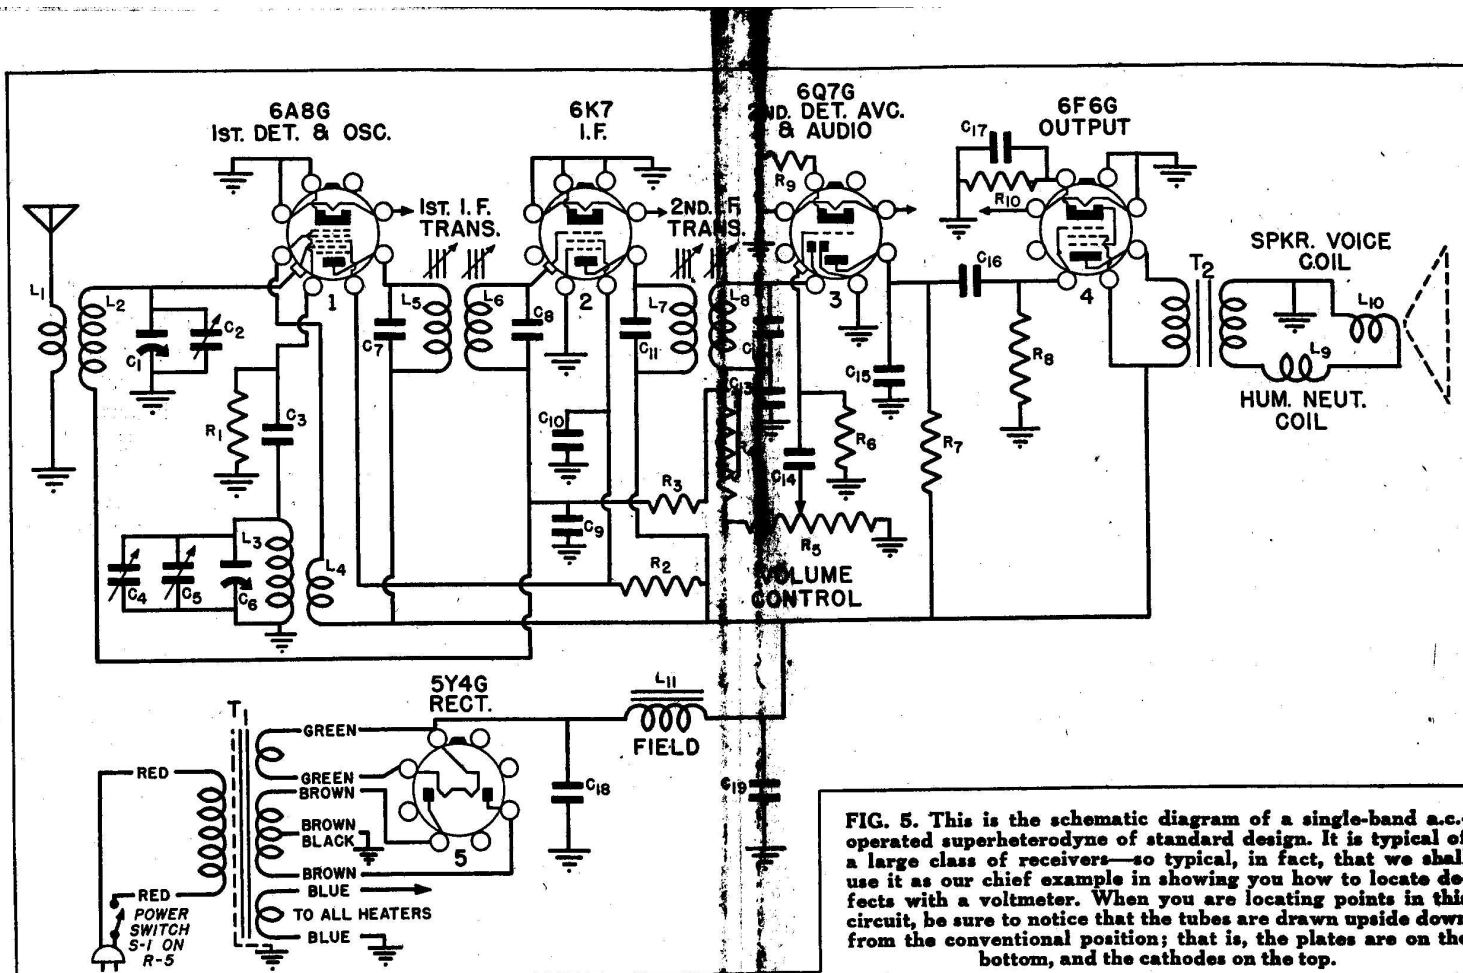 6A8G
1ST. DET. & OSC.
6K7
I.F.
6Q7G
2ND. DET. AVC.
& AUDIO
6F6G
OUTPUT
C17
R9
R10
1ST. I.F.
TRANS.
2ND. I.F.
TRANS.
SPKR. VOICE
COIL
T2
C16
L1
L2
1
L5
L6
2
L7
L8
3
4
L10
C1
C2
C7
C8
C11
R8
L9
C15
HUM. NEUT.
COIL
R1
C3
C10
C13
R6
R7
R3
C14
C9
R5
L3
L4
R2
VOLUME
CONTROL
C4
C5
C6
5Y4G
RECT.
L11
FIELD
T1
GREEN
RED
GREEN
BROWN
C18
C19
BROWN
BLACK
5
BROWN
RED
BLUE
POWER
SWITCH
S-1 ON
R-5
TO ALL HEATERS
BLUE
FIG. 5. This is the schematic diagram of a single-band a.c.-
operated superheterodyne of standard design. It is typical of
a large class of receivers—so typical, in fact, that we shall
use it as our chief example in showing you how to locate de-
fects with a voltmeter. When you are locating points in this
circuit, be sure to notice that the tubes are drawn upside down
from the conventional position; that is, the plates are on the
bottom, and the cathodes on the top.